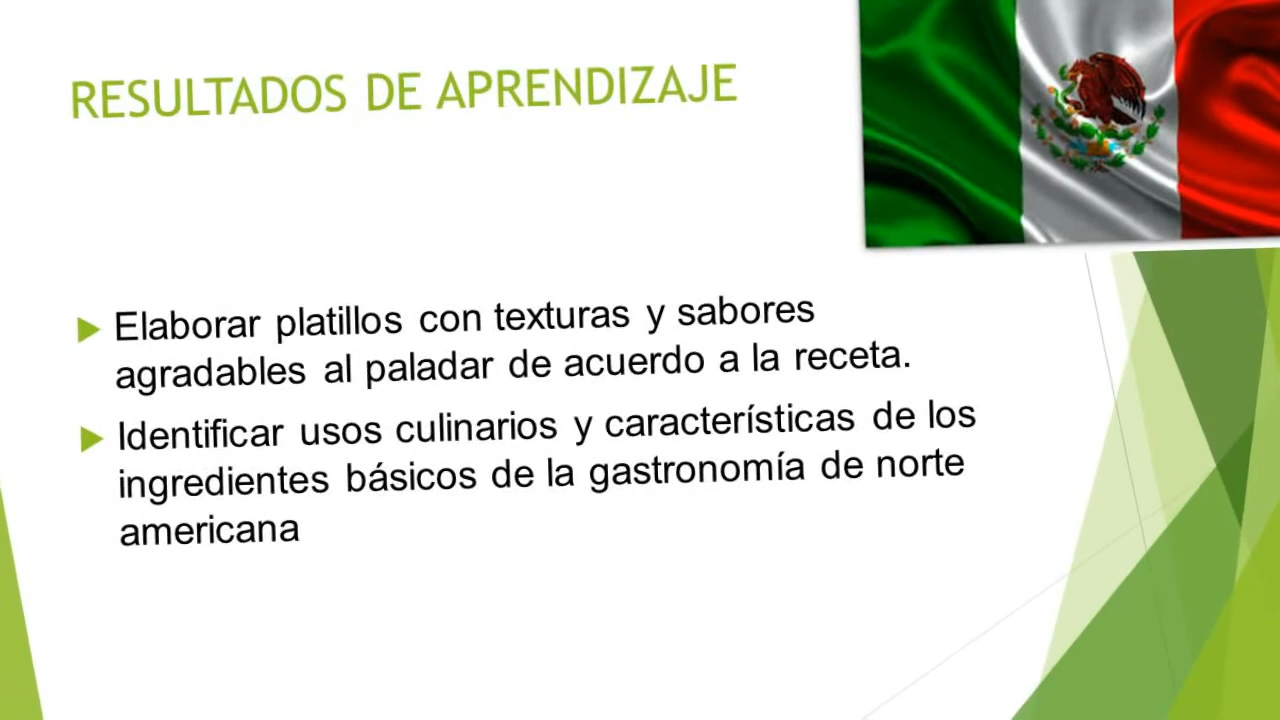 RESULTADOS DE APRENDIZAJE
Elaborar platillos con texturas y sabores
agradables al paladar de acuerdo a la receta.
Identificar usos culinarios y características de los
ingredientes básicos de la gastronomía de norte
americana